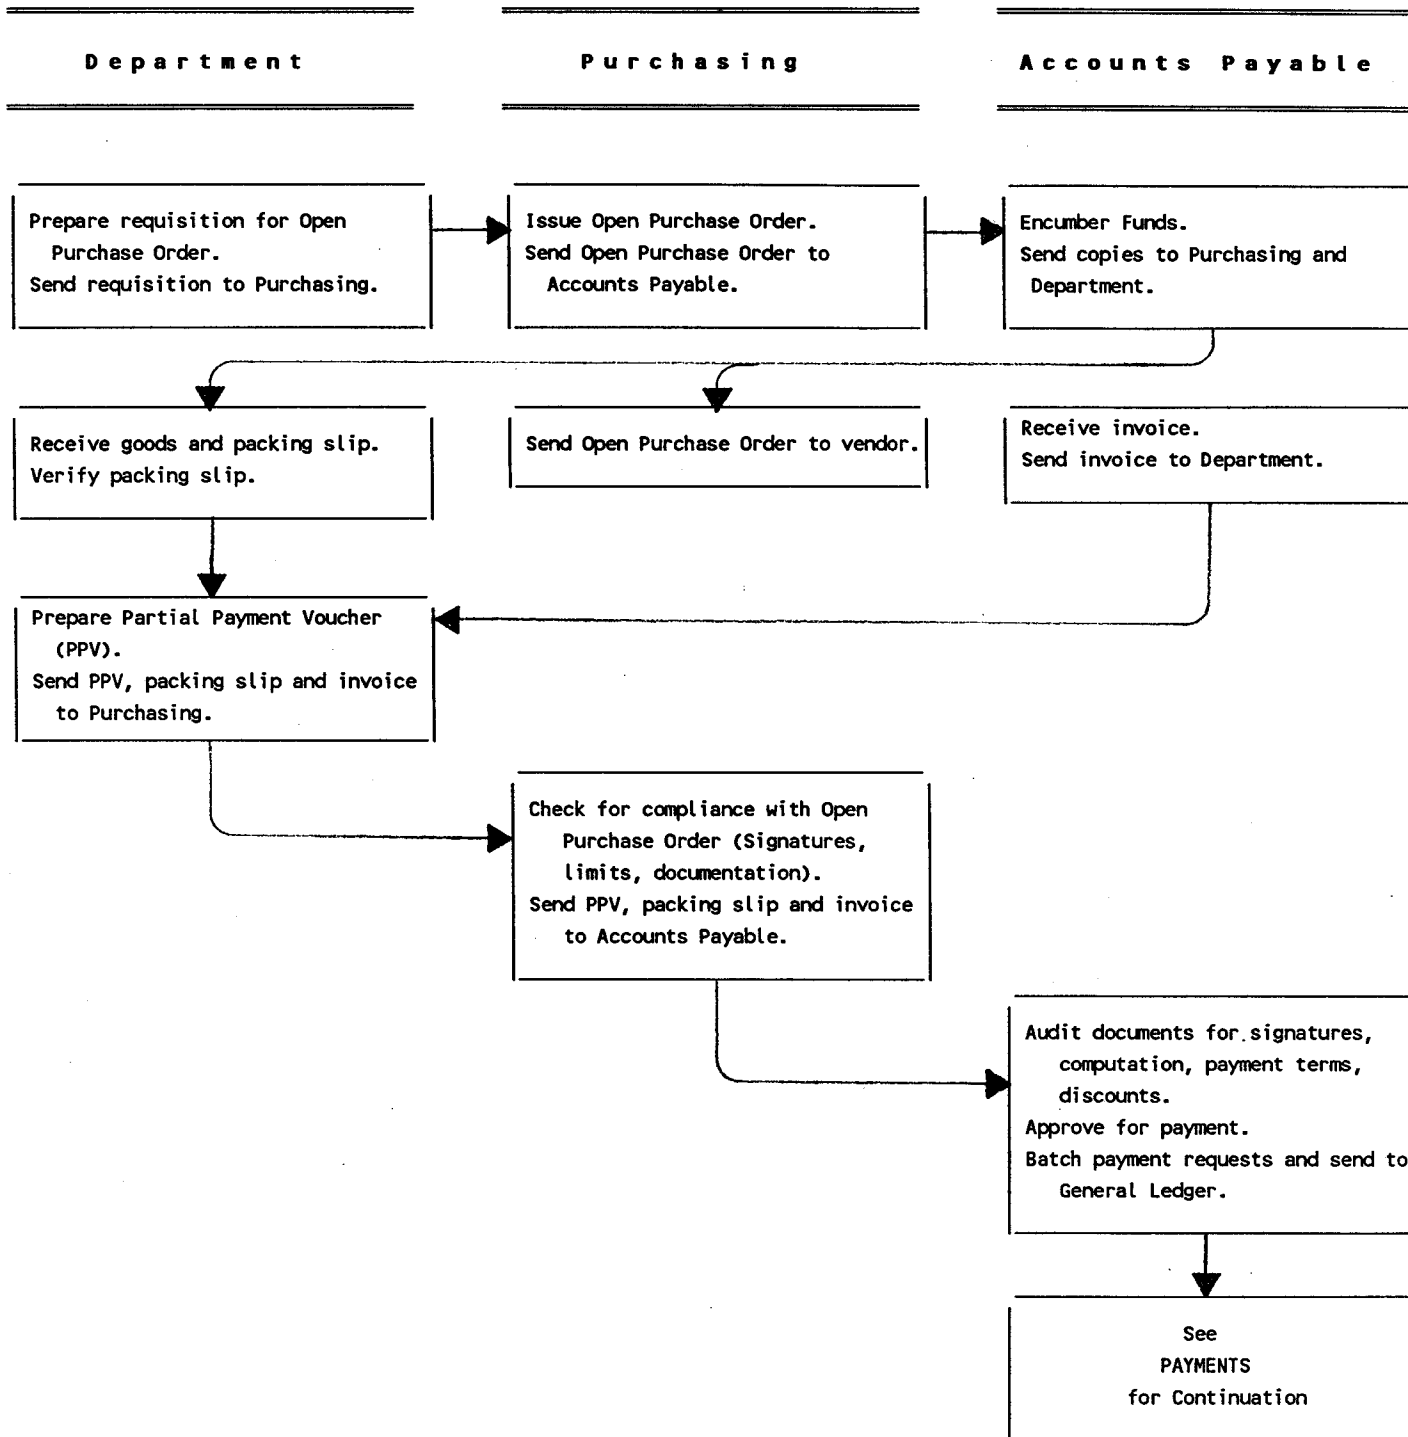 Department
Purchasing
Accounts Payable
Prepare requisition for Open
Purchase Order.
Send requisition to Purchasing.
Issue Open Purchase Order.
Send Open Purchase Order to
Accounts Payable.
Encumber Funds.
Send copies to Purchasing and
Department.
Receive goods and packing slip.
Verify packing slip.
Send Open Purchase Order to vendor.
Receive invoice.
Send invoice to Department.
Prepare Partial Payment Voucher
(PPV).
Send PPV, packing slip and invoice
to Purchasing.
Check for compliance with Open
Purchase Order (Signatures,
limits, documentation).
Send PPV, packing slip and invoice
to Accounts Payable.
Audit documents for signatures,
computation, payment terms,
discounts.
Approve for payment.
Batch payment requests and send to
General Ledger.
See
PAYMENTS
for Continuation